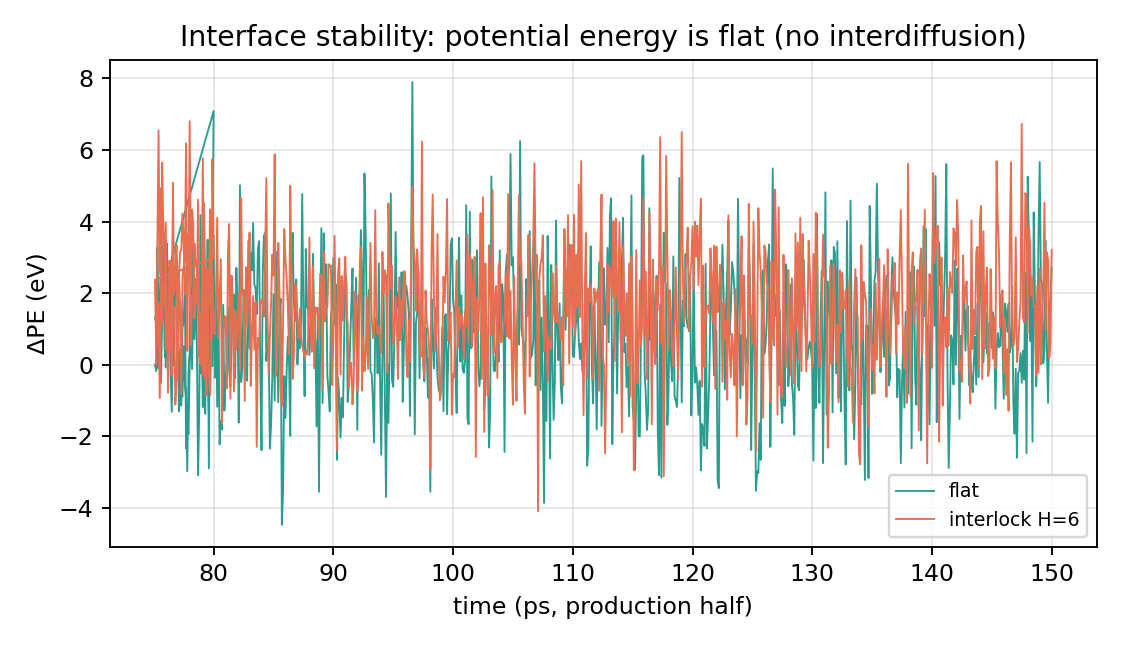 Interface stability: potential energy is flat (no interdiffusion)
ΔPE (eV)
8
6
4
2
0
−2
−4
80 90 100 110 120 130 140 150
time (ps, production half)
flat
interlock H=6